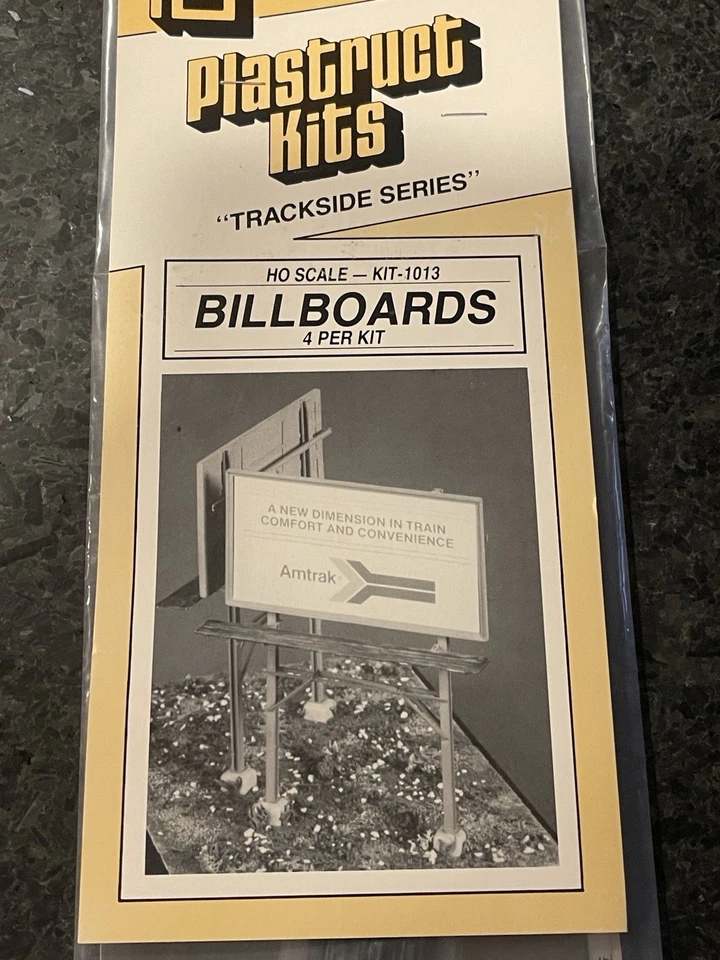 Plastruct
Kits
“TRACKSIDE SERIES”
HO SCALE — KIT-1013
BILLBOARDS
4 PER KIT
A NEW DIMENSION IN TRAIN
COMFORT AND CONVENIENCE
Amtrak